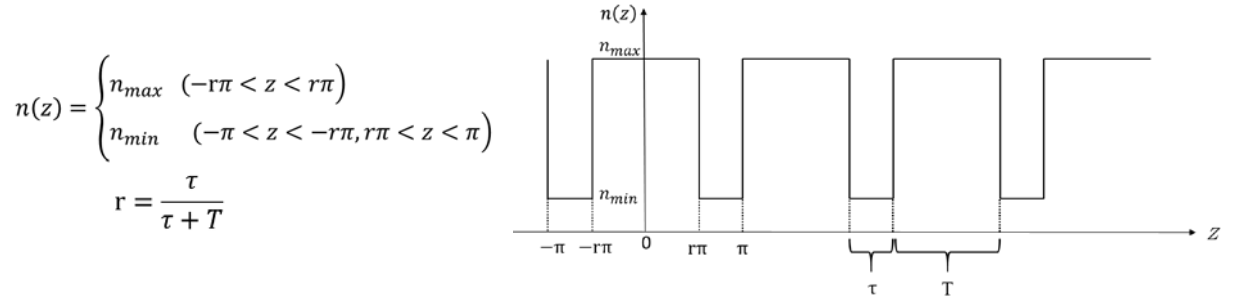 n(z) = { n_max (−rπ < z < rπ)
n_min (−π < z < −rπ, rπ < z < π)
r = τ / (τ + T)
n(z)
n_max
n_min
−π −rπ 0 rπ π z
τ T